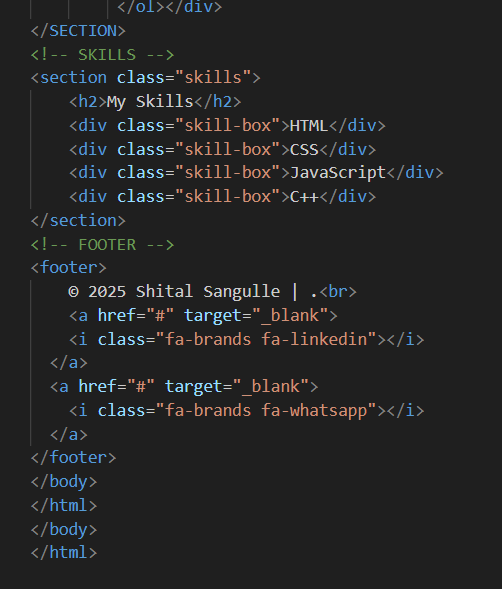 </ol></div>
</SECTION>
<!-- SKILLS -->
<section class="skills">
<h2>My Skills</h2>
<div class="skill-box">HTML</div>
<div class="skill-box">CSS</div>
<div class="skill-box">JavaScript</div>
<div class="skill-box">C++</div>
</section>
<!-- FOOTER -->
<footer>
© 2025 Shital Sangulle | .<br>
<a href="#" target="_blank">
<i class="fa-brands fa-linkedin"></i>
</a>
<a href="#" target="_blank">
<i class="fa-brands fa-whatsapp"></i>
</a>
</footer>
</body>
</html>
</body>
</html>